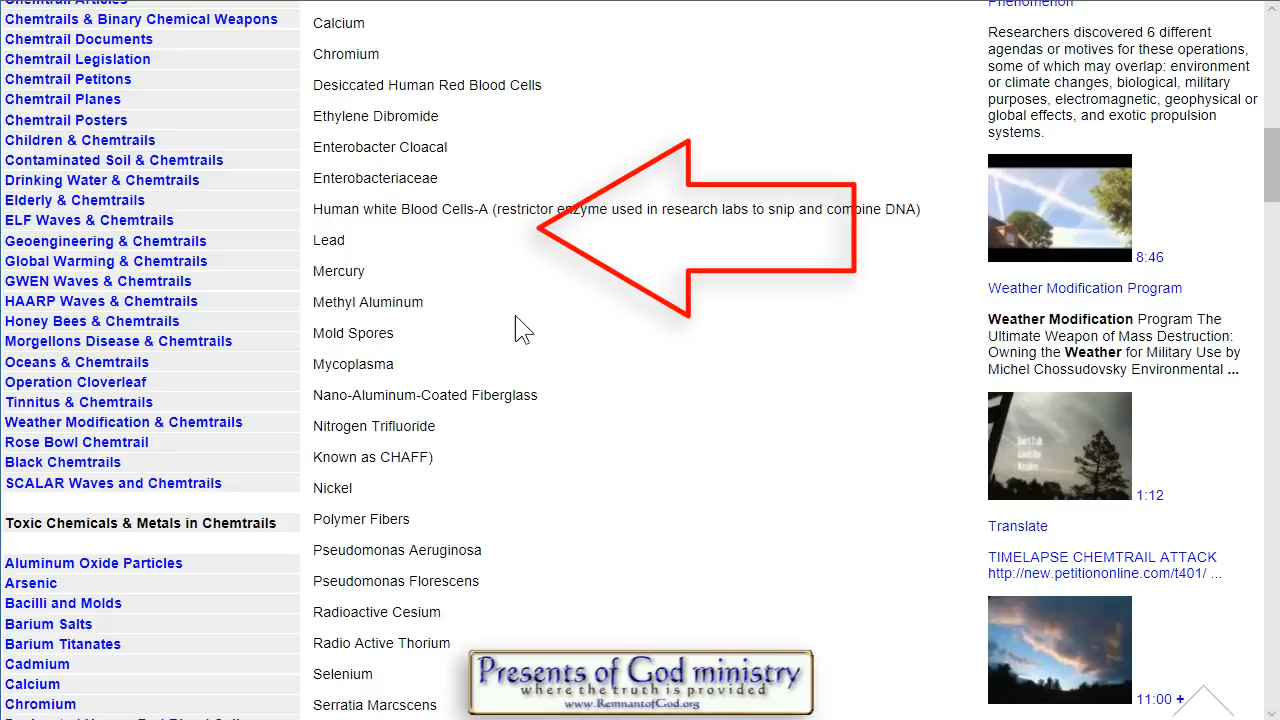 Chemtrails & Binary Chemical Weapons
Chemtrail Documents
Chemtrail Legislation
Chemtrail Petitons
Chemtrail Planes
Chemtrail Posters
Children & Chemtrails
Contaminated Soil & Chemtrails
Drinking Water & Chemtrails
Elderly & Chemtrails
ELF Waves & Chemtrails
Geoengineering & Chemtrails
Global Warming & Chemtrails
GWEN Waves & Chemtrails
HAARP Waves & Chemtrails
Honey Bees & Chemtrails
Morgellons Disease & Chemtrails
Oceans & Chemtrails
Operation Cloverleaf
Tinnitus & Chemtrails
Weather Modification & Chemtrails
Rose Bowl Chemtrail
Black Chemtrails
SCALAR Waves and Chemtrails
Toxic Chemicals & Metals in Chemtrails
Aluminum Oxide Particles
Arsenic
Bacilli and Molds
Barium Salts
Barium Titanates
Cadmium
Calcium
Chromium
Calcium
Chromium
Desiccated Human Red Blood Cells
Ethylene Dibromide
Enterobacter Cloacal
Enterobacteriaceae
Human white Blood Cells-A (restrictor enzyme used in research labs to snip and combine DNA)
Lead
Mercury
Methyl Aluminum
Mold Spores
Mycoplasma
Nano-Aluminum-Coated Fiberglass
Nitrogen Trifluoride
Known as CHAFF)
Nickel
Polymer Fibers
Pseudomonas Aeruginosa
Pseudomonas Florescens
Radioactive Cesium
Radio Active Thorium
Selenium
Serratia Marcscens
Presents of God ministry
where the truth is provided
www.RemnantofGod.org
Phenomenon
Researchers discovered 6 different
agendas or motives for these operations,
some of which may overlap: environment
or climate changes, biological, military
purposes, electromagnetic, geophysical or
global effects, and exotic propulsion
systems.
8:46
Weather Modification Program
Weather Modification Program The
Ultimate Weapon of Mass Destruction:
Owning the Weather for Military Use by
Michel Chossudovsky Environmental ...
1:12
Translate
TIMELAPSE CHEMTRAIL ATTACK
http://new.petitiononline.com/t401/ ...
11:00 +